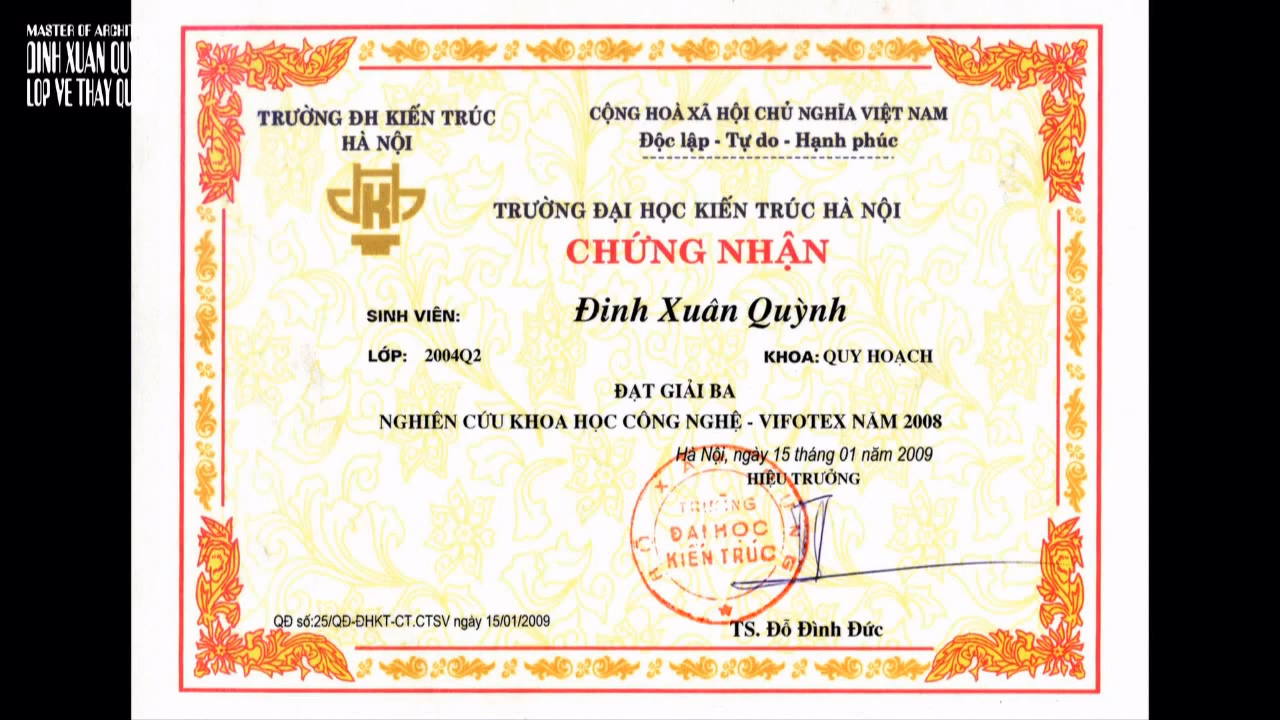 MASTER OF ARCHIT
DINH XUAN QUY
LOP VE THAY QU
TRƯỜNG ĐH KIẾN TRÚC
HÀ NỘI
CỘNG HOÀ XÃ HỘI CHỦ NGHĨA VIỆT NAM
Độc lập - Tự do - Hạnh phúc
TRƯỜNG ĐẠI HỌC KIẾN TRÚC HÀ NỘI
CHỨNG NHẬN
SINH VIÊN: Đinh Xuân Quỳnh
LỚP: 2004Q2 KHOA: QUY HOẠCH
ĐẠT GIẢI BA
NGHIÊN CỨU KHOA HỌC CÔNG NGHỆ - VIFOTEX NĂM 2008
Hà Nội, ngày 15 tháng 01 năm 2009
HIỆU TRƯỞNG
TRƯỜNG
ĐẠI HỌC
KIẾN TRÚC
QĐ số:25/QĐ-ĐHKT-CT.CTSV ngày 15/01/2009
TS. Đỗ Đình Đức